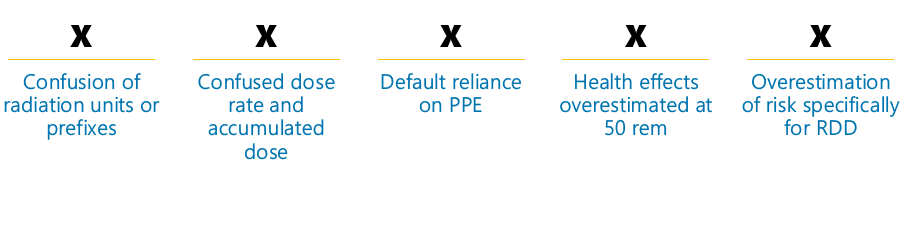 X X X X X
Confusion of
radiation units or
prefixes
Confused dose
rate and
accumulated
dose
Default reliance
on PPE
Health effects
overestimated at
50 rem
Overestimation
of risk specifically
for RDD